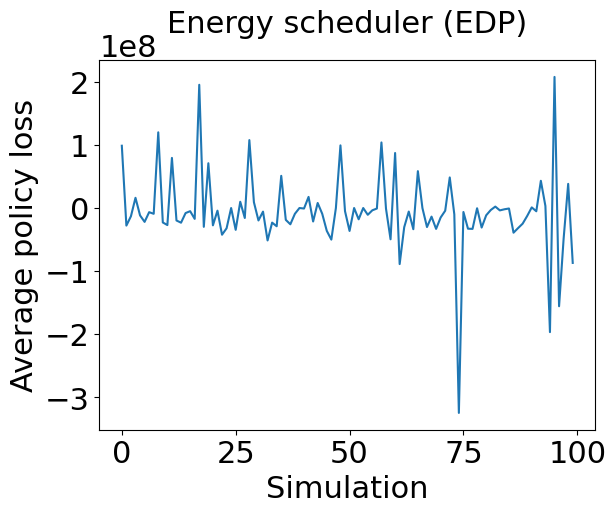 Energy scheduler (EDP)
1e8
2
1
0
−1
−2
−3
Average policy loss
0 25 50 75 100
Simulation